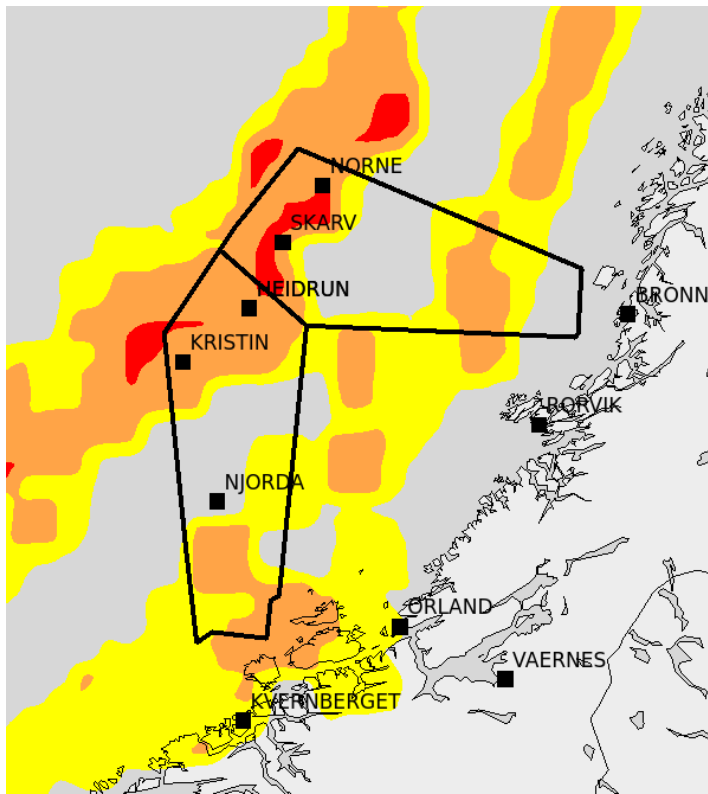 NORNE
SKARV
HEIDRUN
BRONN
KRISTIN
RORVIK
NJORDA
ORLAND
VAERNES
KVERNBERGET